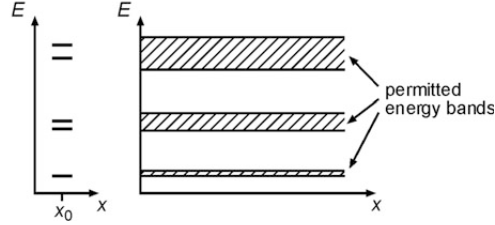 E
E
permitted
energy bands
x₀
x
x